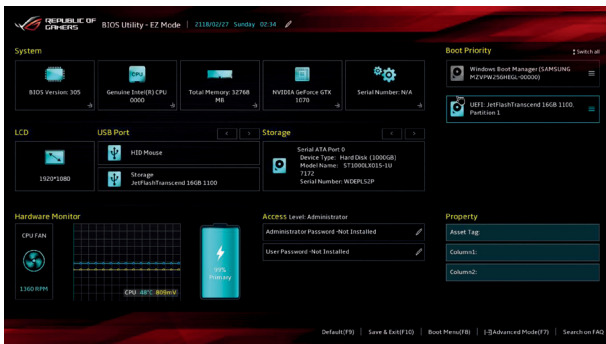 REPUBLIC OF
GAMERS
BIOS Utility - EZ Mode
2118/02/27 Sunday 02:34
System
BIOS Version: 305
CPU
Genuine Intel(R) CPU
0000
Total Memory: 32768
MB
NVIDIA GeForce GTX
1070
Serial Number: N/A
Boot Priority
Switch all
Windows Boot Manager (SAMSUNG
MZVPW256HEGL-00000)
UEFI: JetFlashTranscend 16GB 1100,
Partition 1
LCD
1920*1080
USB Port
HID Mouse
Storage
JetFlashTranscend 16GB 1100
Storage
Serial ATA Port 0
Device Type: Hard Disk (1000GB)
Model Name: ST1000LX015-1U
7172
Serial Number: WDEPLS2P
Hardware Monitor
CPU FAN
1360 RPM
CPU 48°C 809mV
99%
Primary
Access Level: Administrator
Administrator Password -Not Installed
User Password -Not Installed
Property
Asset Tag:
Column1:
Column2:
Default(F9) | Save & Exit(F10) | Boot Menu(F8) | Advanced Mode(F7) | Search on FAQ